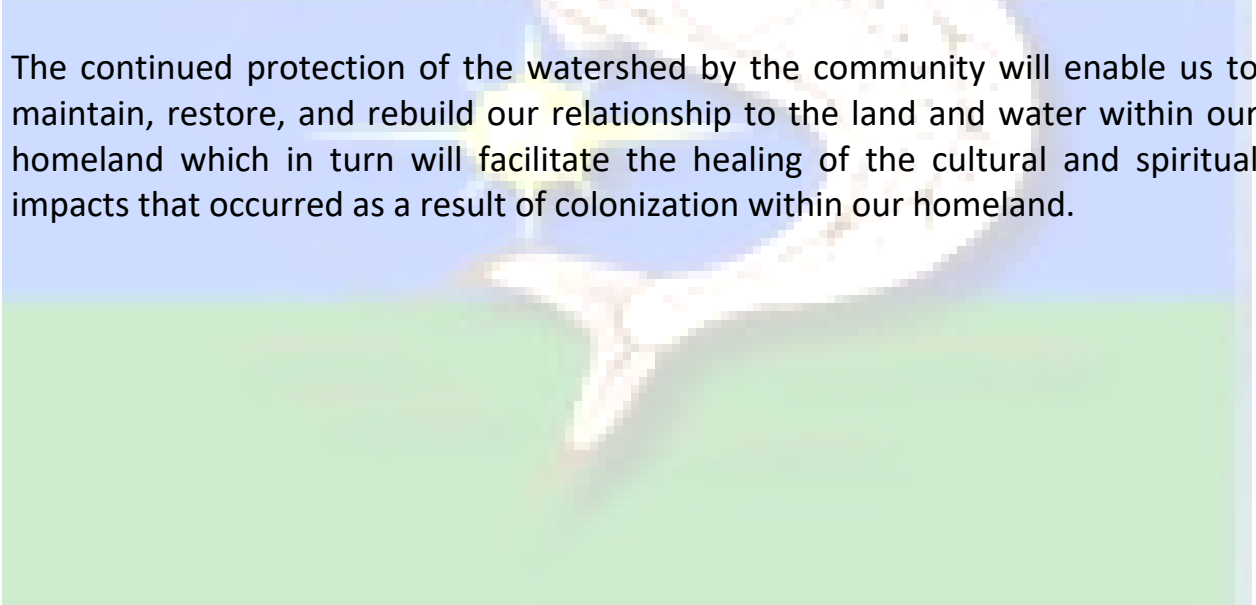 The continued protection of the watershed by the community will enable us to
maintain, restore, and rebuild our relationship to the land and water within our
homeland which in turn will facilitate the healing of the cultural and spiritual
impacts that occurred as a result of colonization within our homeland.